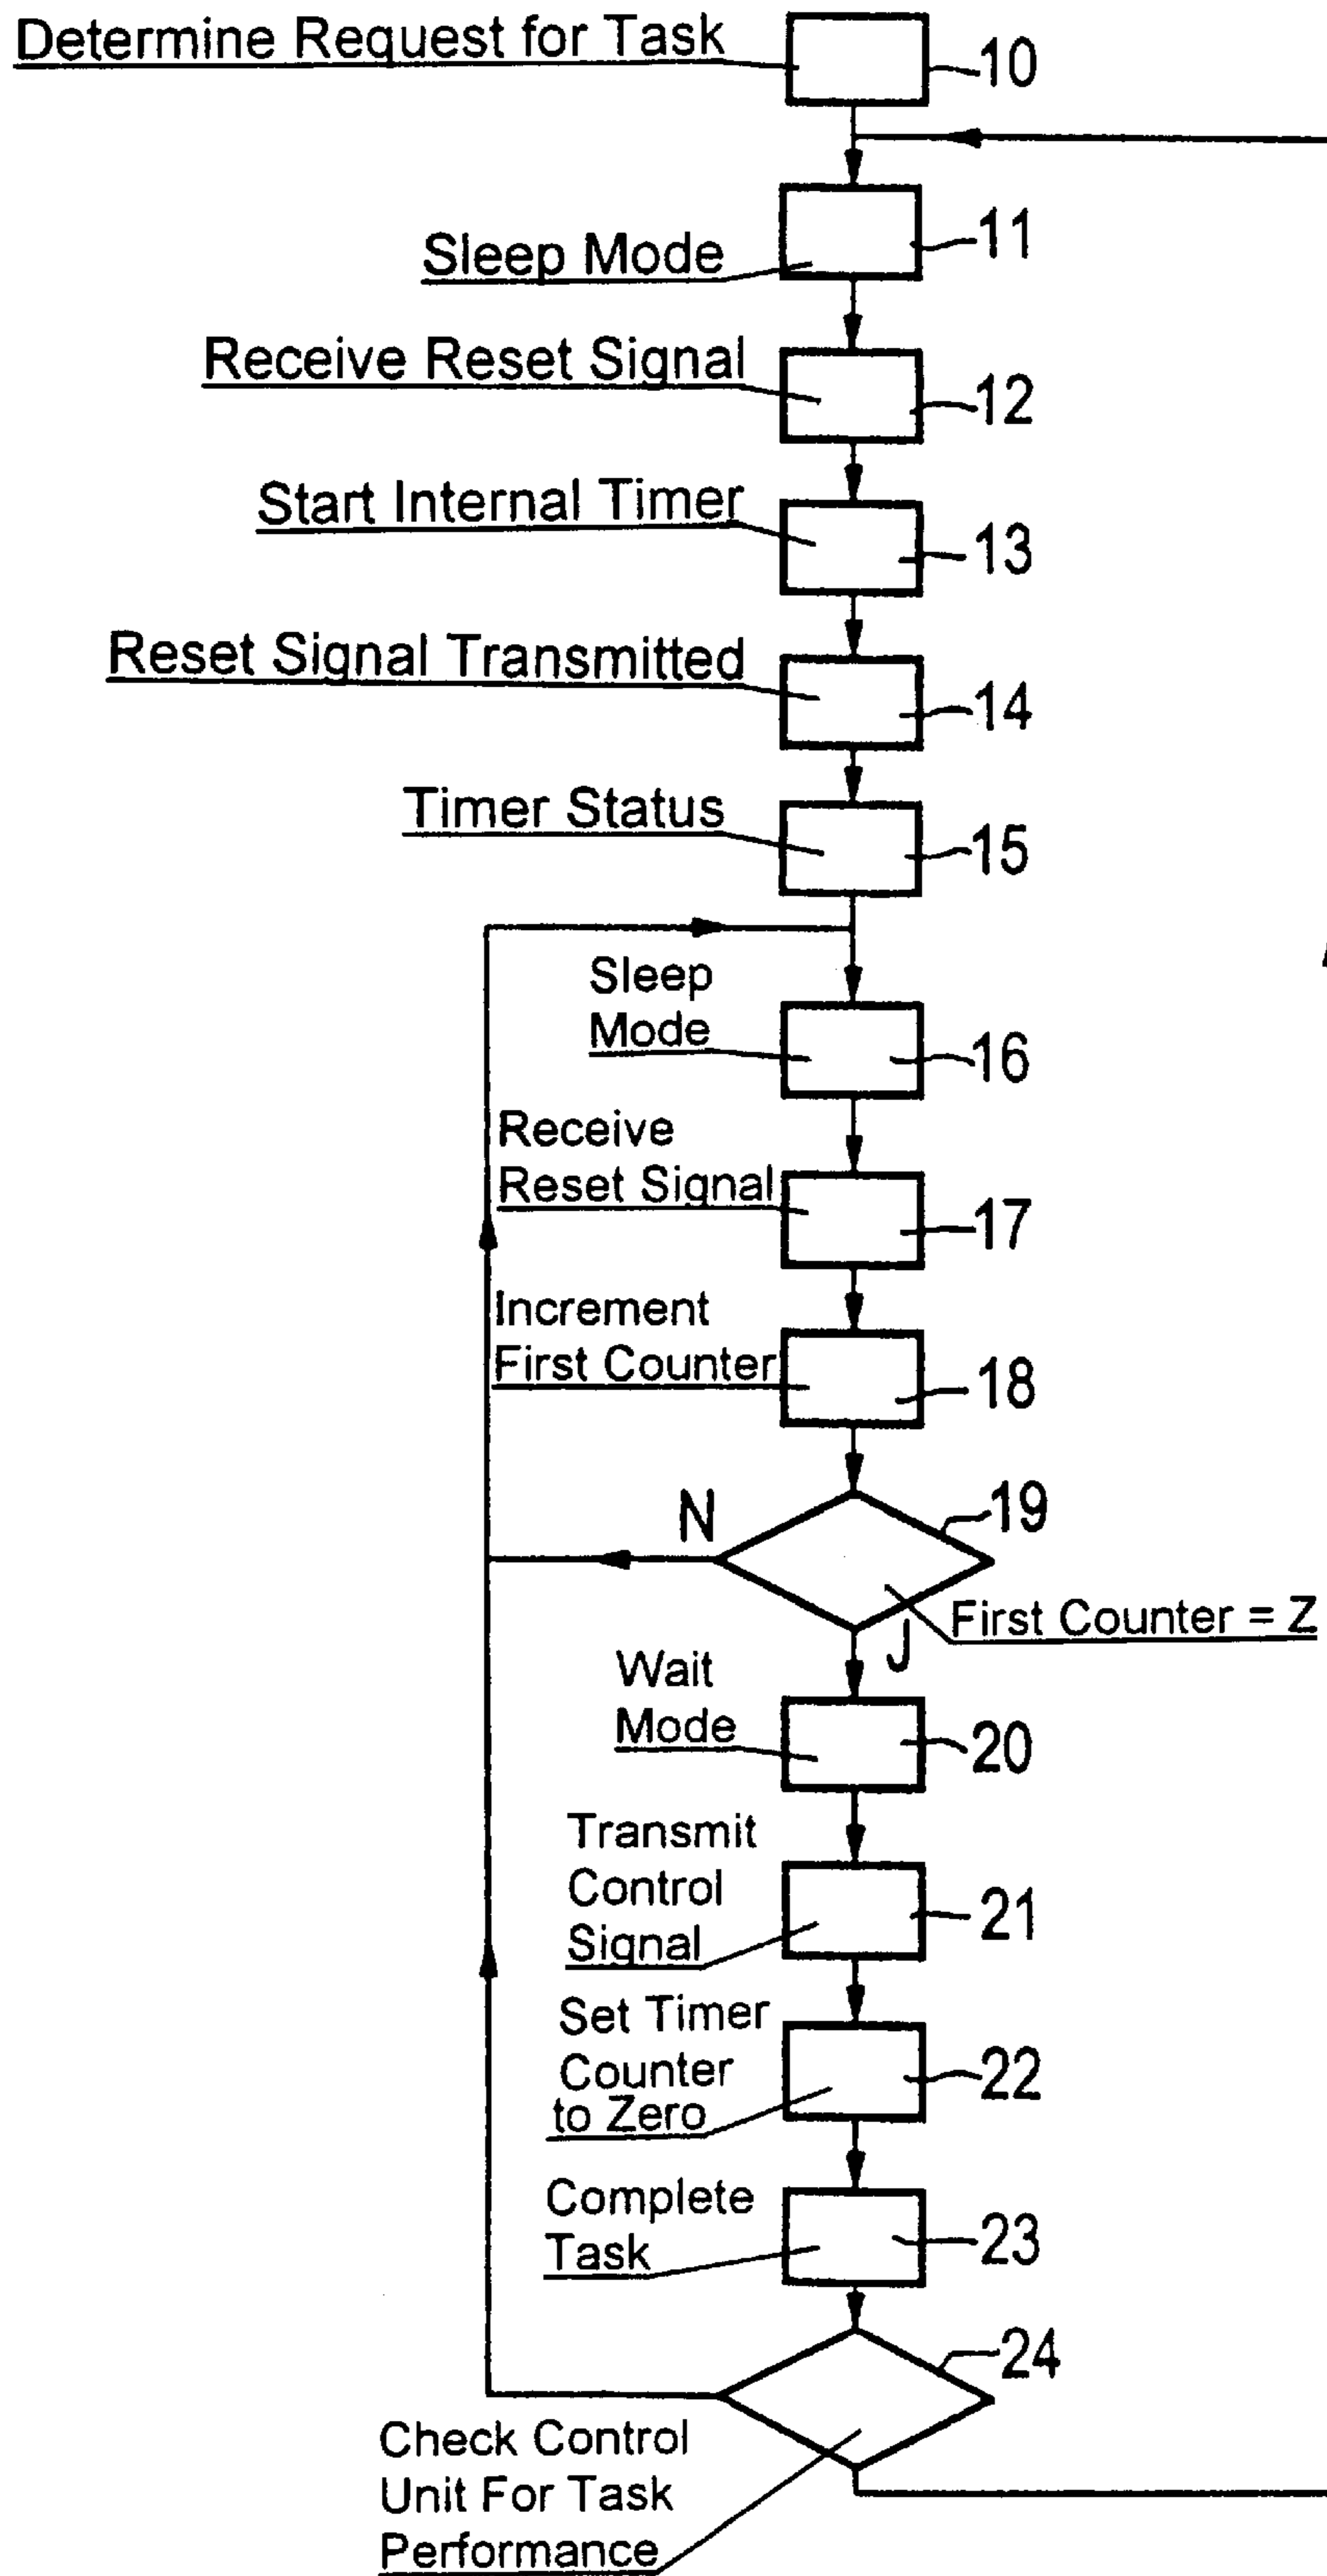 Determine Request for Task
10
Sleep Mode
11
Receive Reset Signal
12
Start Internal Timer
13
Reset Signal Transmitted
14
Timer Status
15
Sleep
Mode
16
Receive
Reset Signal
17
Increment
First Counter
18
N
19
First Counter = Z
J
Wait
Mode
20
Transmit
Control
Signal
21
Set Timer
Counter
to Zero
22
Complete
Task
23
24
Check Control
Unit For Task
Performance